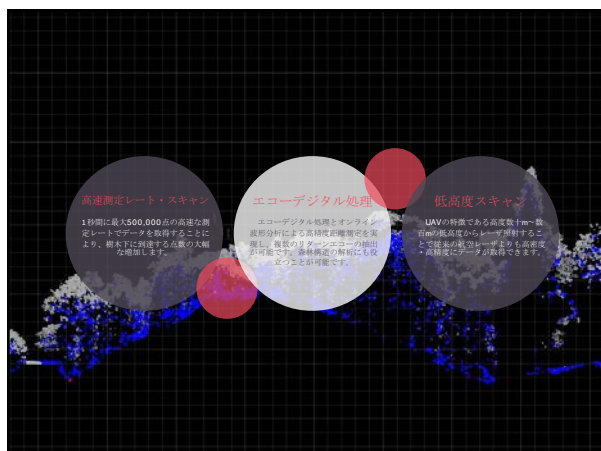 高速測定レート・スキャン
1秒間に最大500,000点の高速な測
定レートでデータを取得することに
より、樹木下に到達する点数の大幅
な増加します。
エコーデジタル処理
エコーデジタル処理とオンライン
波形分析による高精度距離測定を実
現し、複数のリターンエコーの抽出
が可能です。森林構造の解析にも役
立つことが可能です。
低高度スキャン
UAVの特徴である高度数十m~数
百mの低高度からレーザ照射するこ
とで従来の航空レーザよりも高密度
・高精度にデータが取得できます。